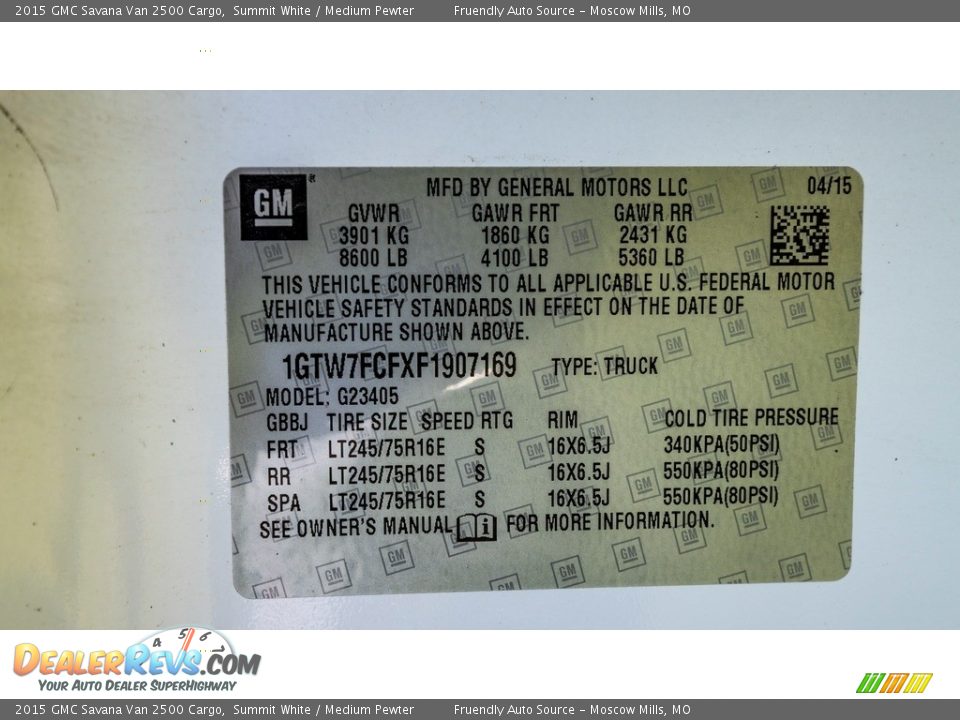 2015 GMC Savana Van 2500 Cargo, Summit White / Medium Pewter Fruendly Auto Source - Moscow Mills, MO
GM
MFD BY GENERAL MOTORS LLC 04/15
GVWR GAWR FRT GAWR RR
3901 KG 1860 KG 2431 KG
8600 LB 4100 LB 5360 LB
THIS VEHICLE CONFORMS TO ALL APPLICABLE U.S. FEDERAL MOTOR
VEHICLE SAFETY STANDARDS IN EFFECT ON THE DATE OF
MANUFACTURE SHOWN ABOVE.
1GTW7FCFXF1907169 TYPE: TRUCK
MODEL: G23405
GBBJ TIRE SIZE SPEED RTG RIM COLD TIRE PRESSURE
FRT LT245/75R16E S 16X6.5J 340KPA(50PSI)
RR LT245/75R16E S 16X6.5J 550KPA(80PSI)
SPA LT245/75R16E S 16X6.5J 550KPA(80PSI)
SEE OWNER'S MANUAL FOR MORE INFORMATION.
4 5 6 7
DEALERREVS.COM
YOUR AUTO DEALER SUPERHIGHWAY
2015 GMC Savana Van 2500 Cargo, Summit White / Medium Pewter Fruendly Auto Source - Moscow Mills, MO